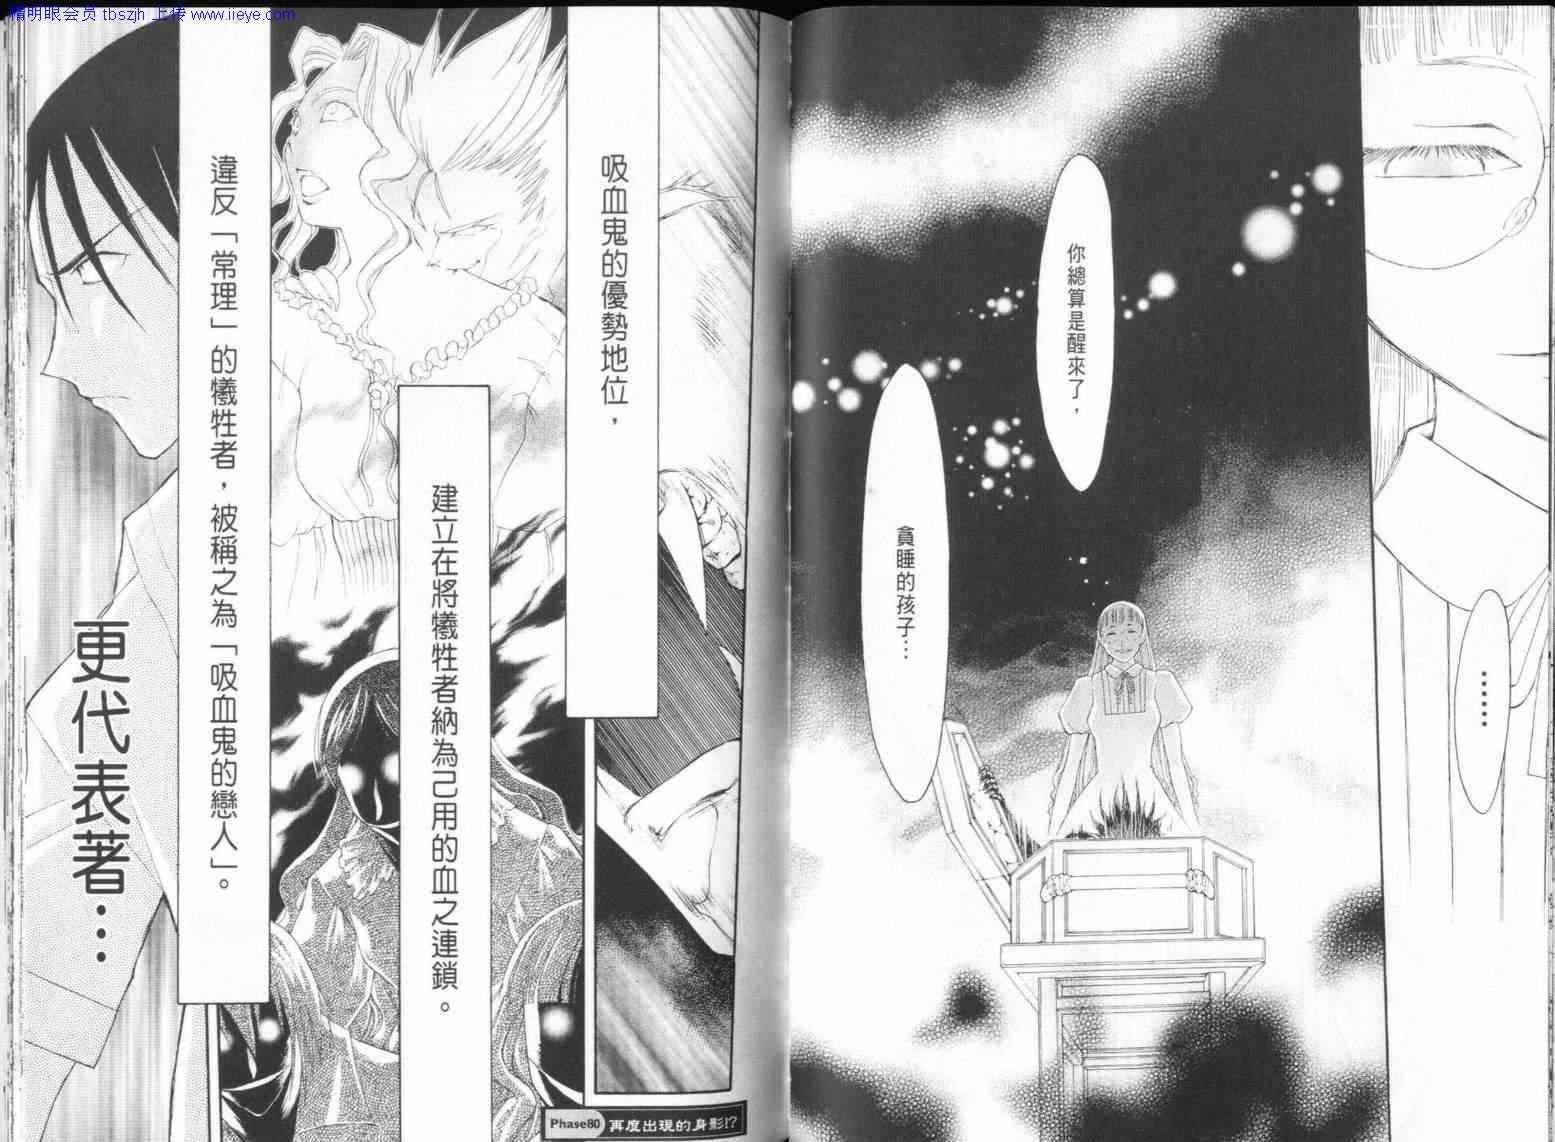 精明眼会员 tbszjh 上传 www.iieye.com
……
你總算是醒來了，
貪睡的孩子…
吸血鬼的優勢地位，
建立在將犧牲者納為己用的血之連鎖。
違反「常理」的犧牲者，被稱之為「吸血鬼的戀人」。
更代表著…
Phase80 再度出現的身影!?